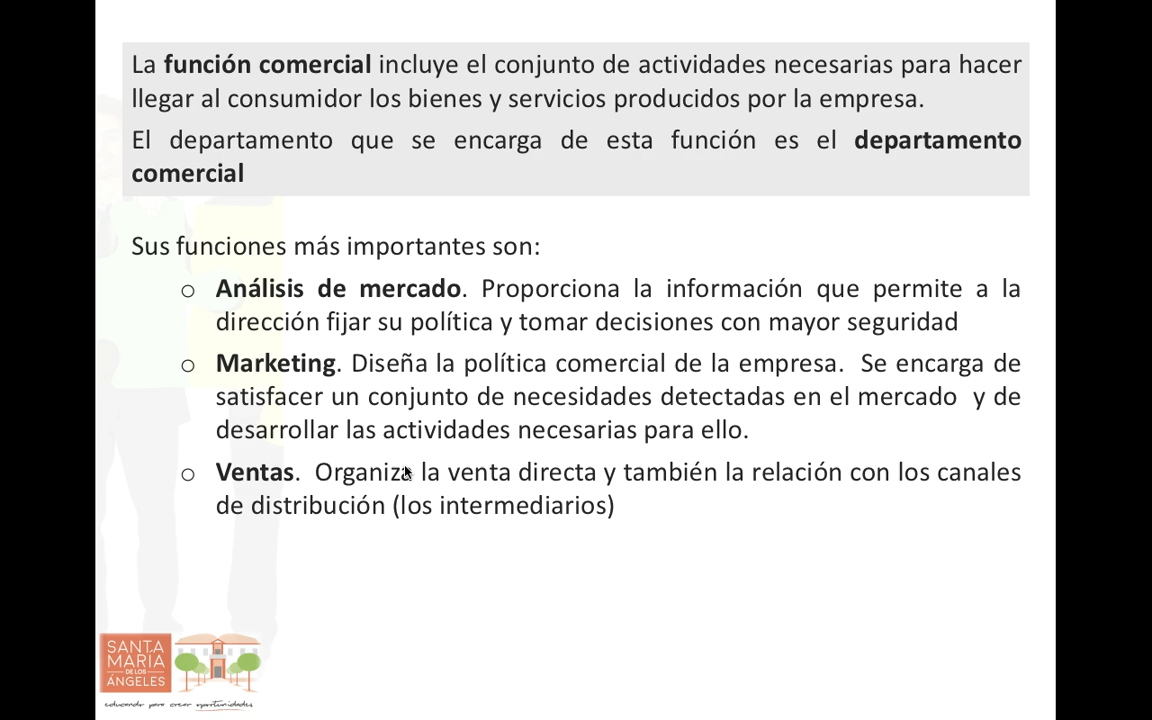 La función comercial incluye el conjunto de actividades necesarias para hacer
llegar al consumidor los bienes y servicios producidos por la empresa.
El departamento que se encarga de esta función es el departamento
comercial
Sus funciones más importantes son:
o Análisis de mercado. Proporciona la información que permite a la
dirección fijar su política y tomar decisiones con mayor seguridad
o Marketing. Diseña la política comercial de la empresa. Se encarga de
satisfacer un conjunto de necesidades detectadas en el mercado y de
desarrollar las actividades necesarias para ello.
o Ventas. Organiza la venta directa y también la relación con los canales
de distribución (los intermediarios)
SANTA
MARIA
DE LOS
ÁNGELES
educando para crear oportunidades